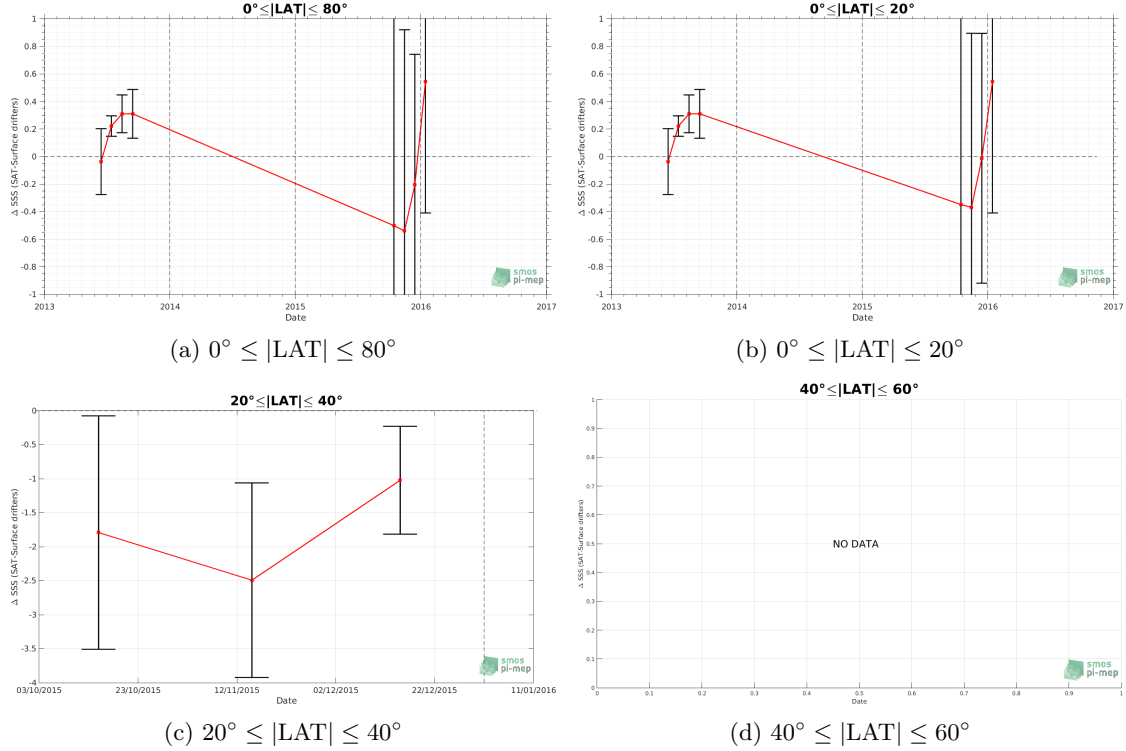 0°≤|LAT|≤ 80°
Δ SSS (SAT-Surface drifters)
1
0.8
0.6
0.4
0.2
0
-0.2
-0.4
-0.6
-0.8
-1
2013 2014 2015 2016 2017
Date
smos
pi-mep
(a) 0° ≤ |LAT| ≤ 80°
0°≤|LAT|≤ 20°
Δ SSS (SAT-Surface drifters)
1
0.8
0.6
0.4
0.2
0
-0.2
-0.4
-0.6
-0.8
-1
2013 2014 2015 2016 2017
Date
smos
pi-mep
(b) 0° ≤ |LAT| ≤ 20°
20°≤|LAT|≤ 40°
Δ SSS (SAT-Surface drifters)
0
-0.5
-1
-1.5
-2
-2.5
-3
-3.5
-4
03/10/2015 23/10/2015 12/11/2015 02/12/2015 22/12/2015 11/01/2016
Date
smos
pi-mep
(c) 20° ≤ |LAT| ≤ 40°
40°≤|LAT|≤ 60°
Δ SSS (SAT-Surface drifters)
1
0.9
0.8
0.7
0.6
0.5
0.4
0.3
0.2
0.1
0
NO DATA
0 0.1 0.2 0.3 0.4 0.5 0.6 0.7 0.8 0.9 1
Date
smos
pi-mep
(d) 40° ≤ |LAT| ≤ 60°